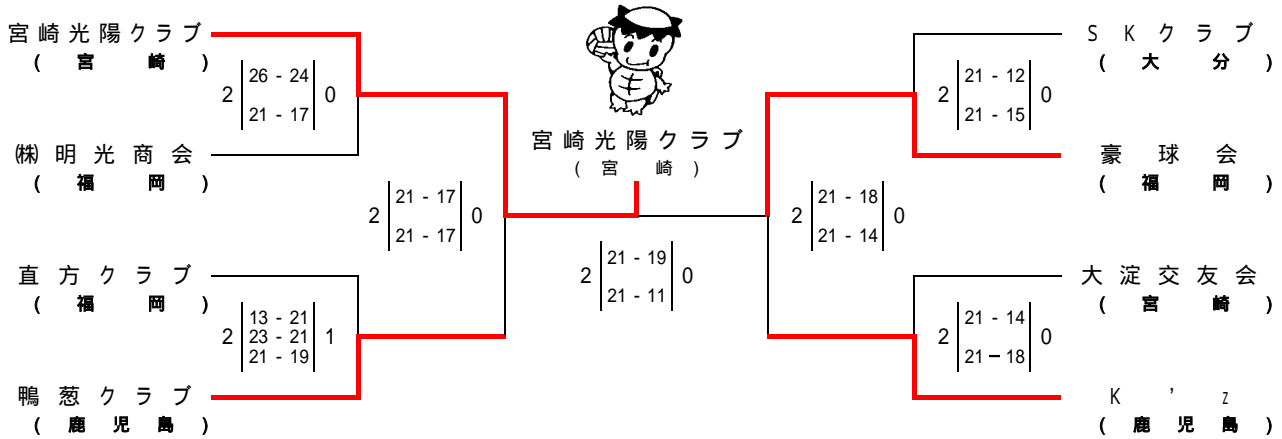 宮崎光陽クラブ
(宮崎)
2 26 - 24 0
21 - 17
㈱明光商会
(福岡)
2 21 - 17 0
21 - 17
直方クラブ
(福岡)
13 - 21
2 23 - 21 1
21 - 19
鴨葱クラブ
(鹿児島)
宮崎光陽クラブ
(宮崎)
2 21 - 19 0
21 - 11
SKクラブ
(大分)
2 21 - 12 0
21 - 15
豪球会
(福岡)
2 21 - 18 0
21 - 14
大淀交友会
(宮崎)
2 21 - 14 0
21 − 18
K'z
(鹿児島)